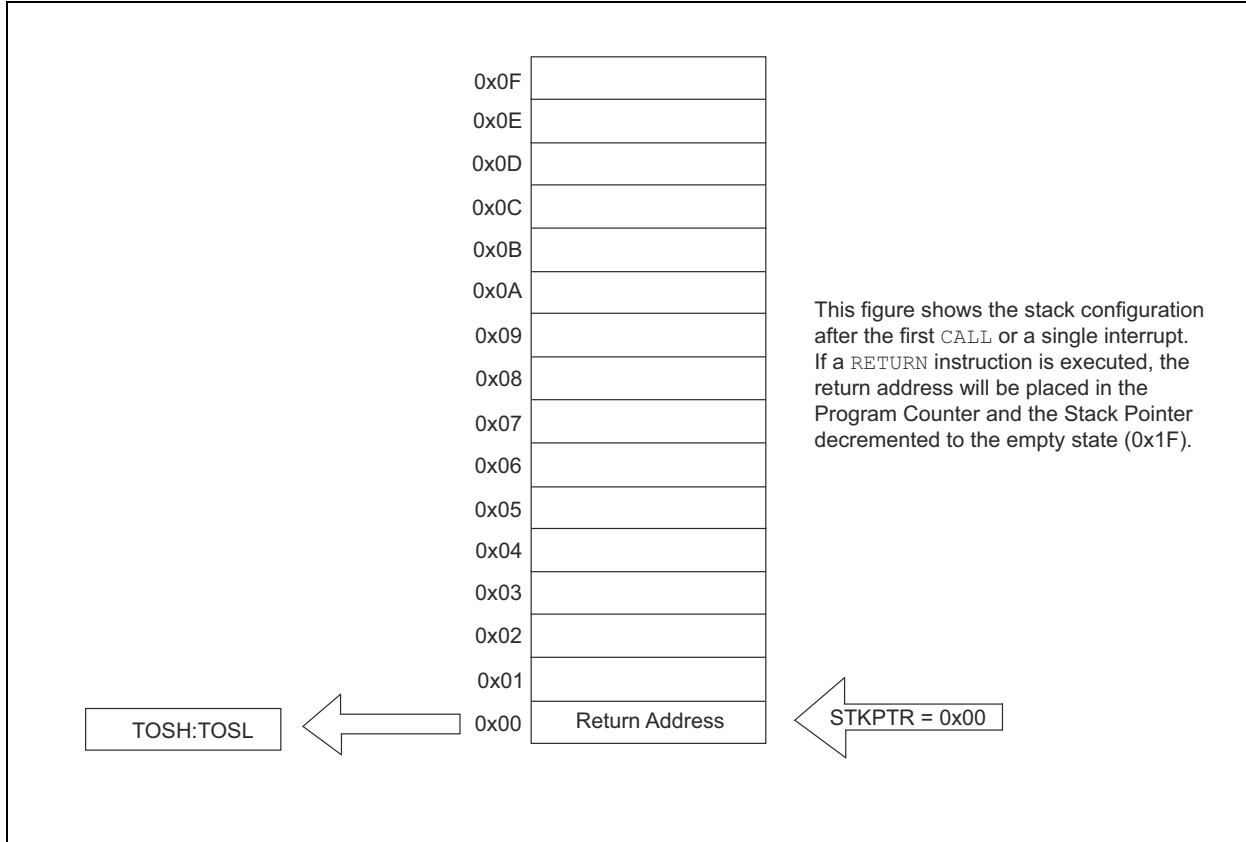 0x0F
0x0E
0x0D
0x0C
0x0B
0x0A
0x09
0x08
0x07
0x06
0x05
0x04
0x03
0x02
0x01
0x00
Return Address
TOSH:TOSL
STKPTR = 0x00
This figure shows the stack configuration
after the first CALL or a single interrupt.
If a RETURN instruction is executed, the
return address will be placed in the
Program Counter and the Stack Pointer
decremented to the empty state (0x1F).